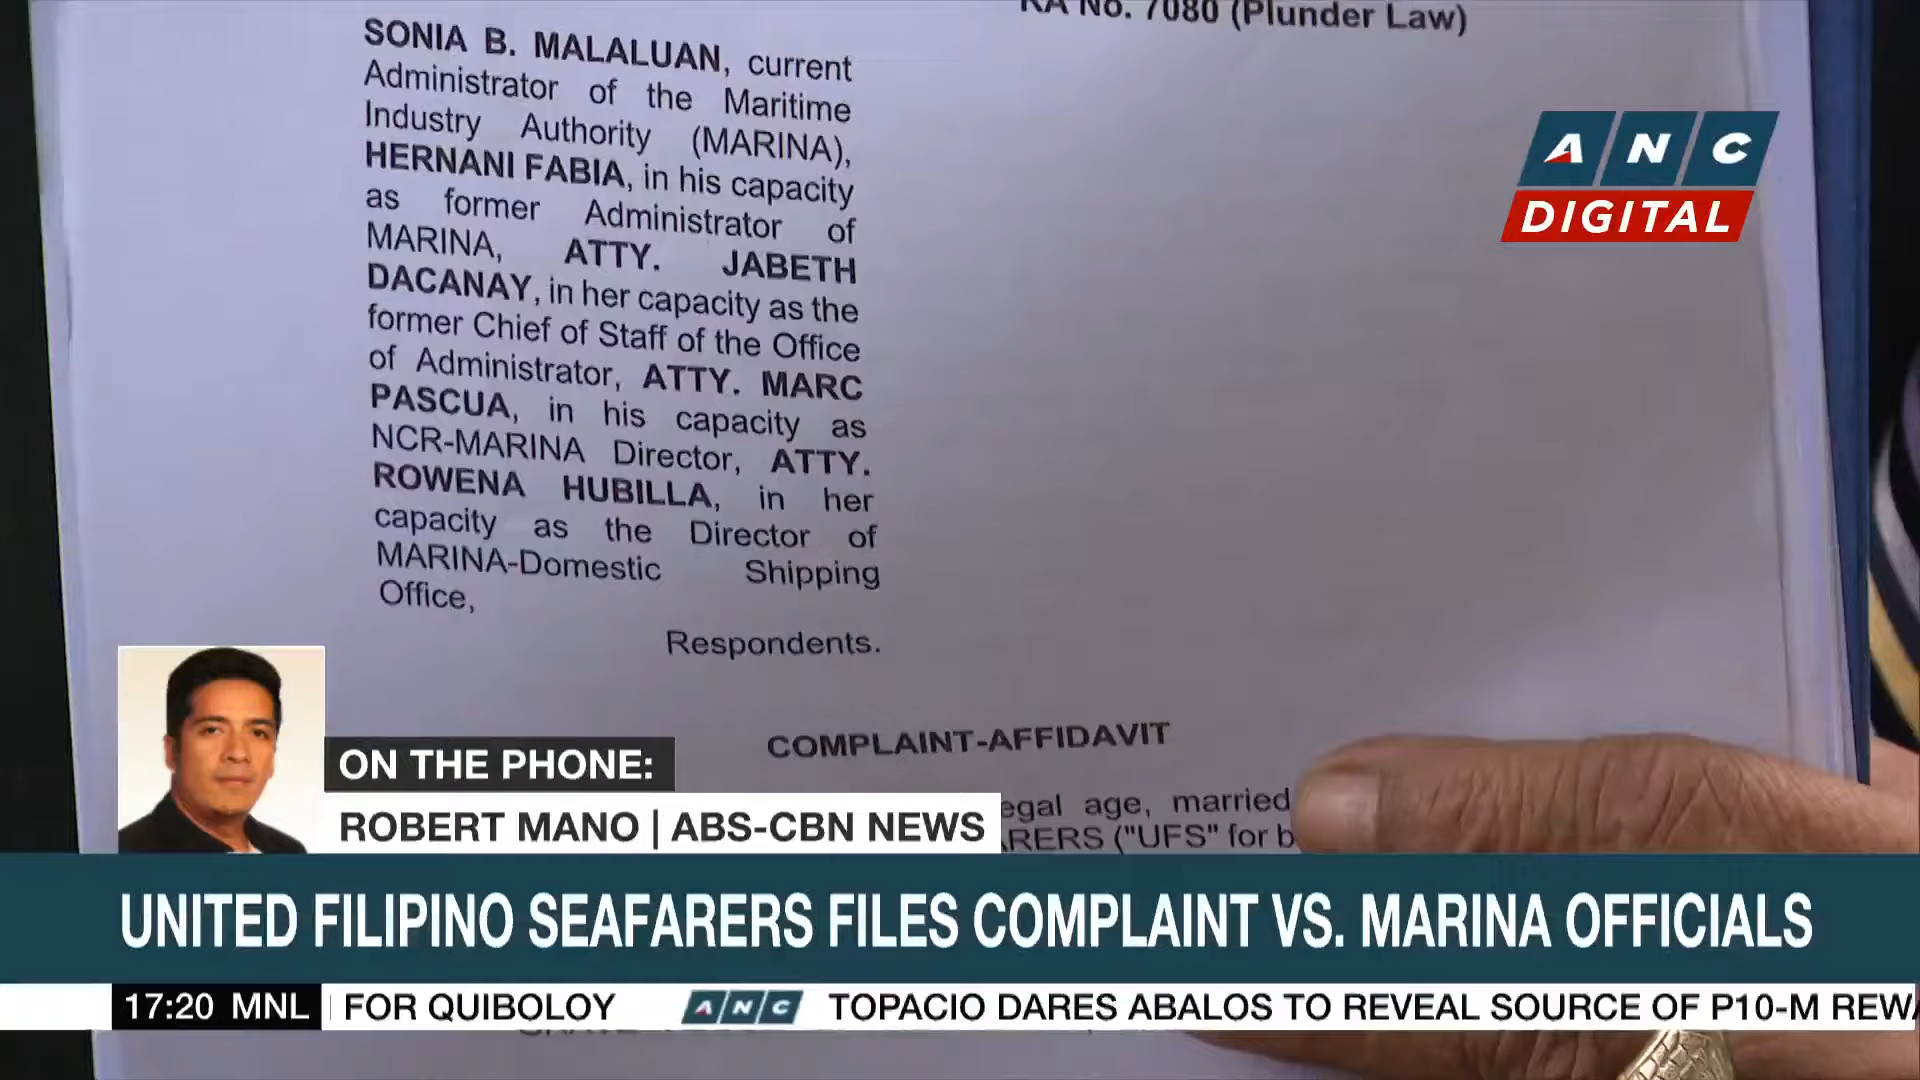 RA No. 7080 (Plunder Law)
SONIA B. MALALUAN, current
Administrator of the Maritime
Industry Authority (MARINA),
HERNANI FABIA, in his capacity
as former Administrator of
MARINA, ATTY. JABETH
DACANAY, in her capacity as the
former Chief of Staff of the Office
of Administrator, ATTY. MARC
PASCUA, in his capacity as
NCR-MARINA Director, ATTY.
ROWENA HUBILLA, in her
capacity as the Director of
MARINA-Domestic Shipping
Office,
Respondents.
COMPLAINT-AFFIDAVIT
egal age, married
ARERS ("UFS" for b
ANC
DIGITAL
ON THE PHONE:
ROBERT MANO | ABS-CBN NEWS
UNITED FILIPINO SEAFARERS FILES COMPLAINT VS. MARINA OFFICIALS
17:20 MNL FOR QUIBOLOY ANC TOPACIO DARES ABALOS TO REVEAL SOURCE OF P10-M REWA